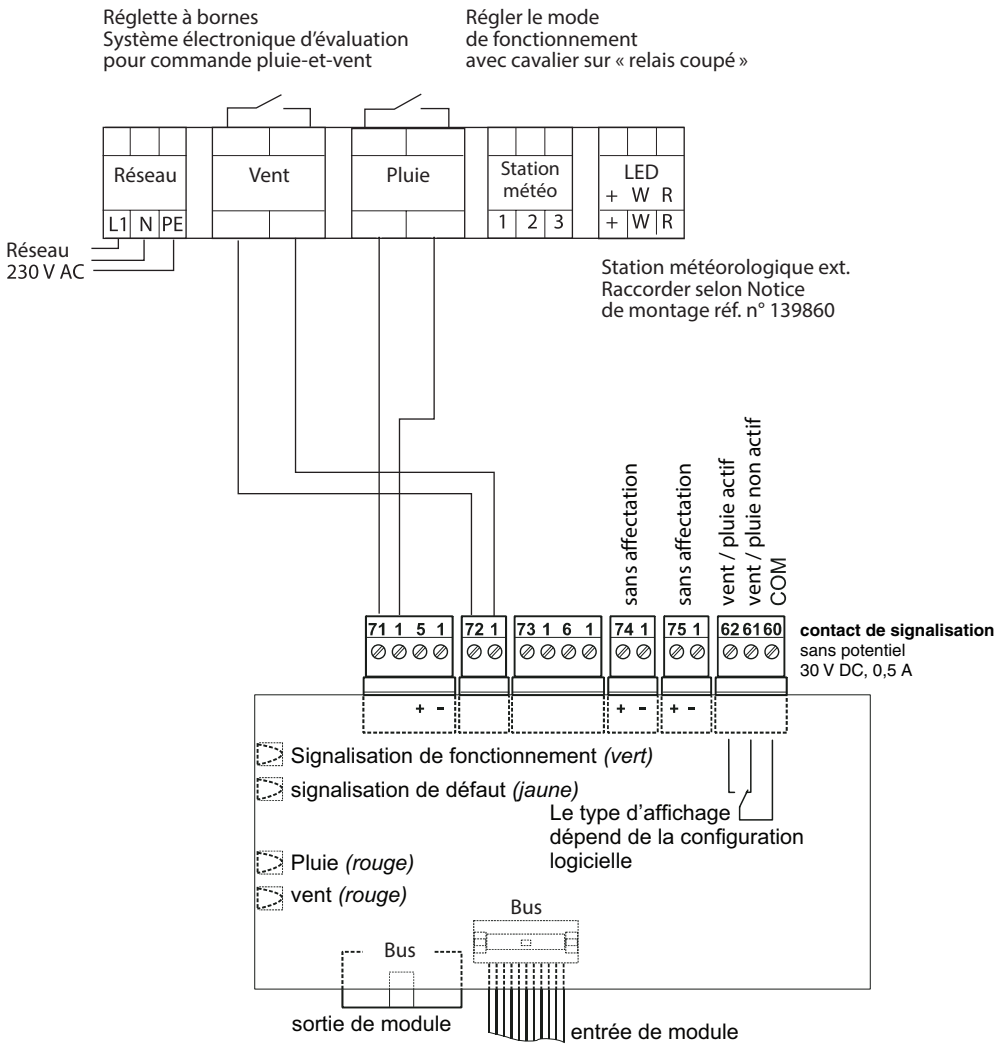 Réglette à bornes
Système électronique d'évaluation
pour commande pluie-et-vent
Régler le mode
de fonctionnement
avec cavalier sur « relais coupé »
Réseau
Vent
Pluie
Station
météo
LED
+ W R
L1 N PE
1 2 3
+ W R
Réseau
230 V AC
Station météorologique ext.
Raccorder selon Notice
de montage réf. n° 139860
sans affectation
sans affectation
vent / pluie actif
vent / pluie non actif
COM
71 1 5 1
72 1
73 1 6 1
74 1
75 1
62 61 60
contact de signalisation
sans potentiel
30 V DC, 0,5 A
+ -
+ -
+ -
Signalisation de fonctionnement (vert)
signalisation de défaut (jaune)
Le type d'affichage
dépend de la configuration
logicielle
Pluie (rouge)
vent (rouge)
Bus
Bus
sortie de module
entrée de module